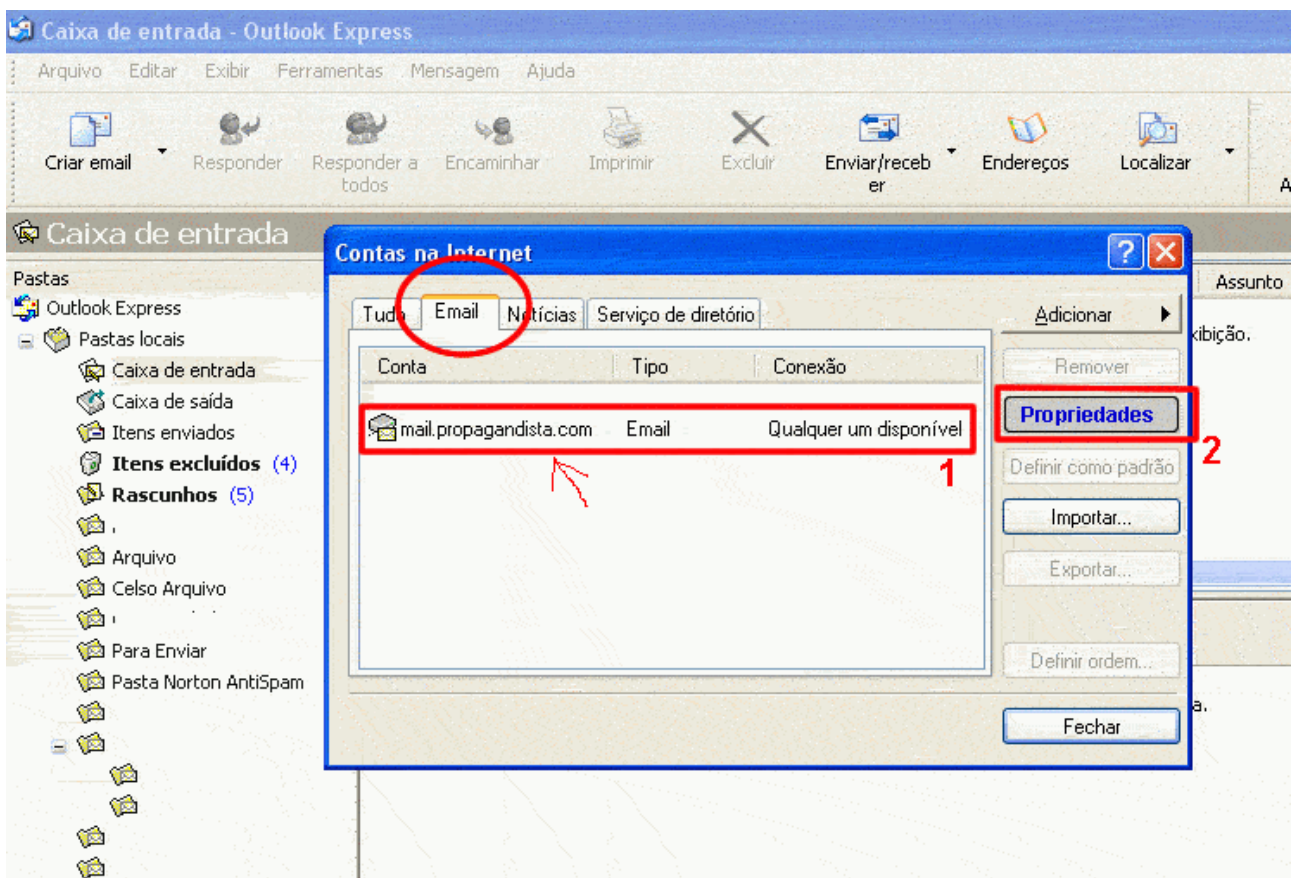 Caixa de entrada - Outlook Express
Arquivo Editar Exibir Ferramentas Mensagem Ajuda
Criar email Responder Responder a todos Encaminhar Imprimir Excluir Enviar/receber Endereços Localizar
Caixa de entrada
Contas na Internet
Pastas
Assunto
Outlook Express
Tudo Email Notícias Serviço de diretório
Adicionar
Pastas locais
Conta Tipo Conexão
Remover
Caixa de entrada
Caixa de saída
mail.propagandista.com Email Qualquer um disponível
1
Propriedades
2
Itens enviados
Itens excluídos (4)
Definir como padrão
Rascunhos (5)
Importar...
Arquivo
Exportar...
Celso Arquivo
Para Enviar
Definir ordem...
Pasta Norton AntiSpam
Fechar